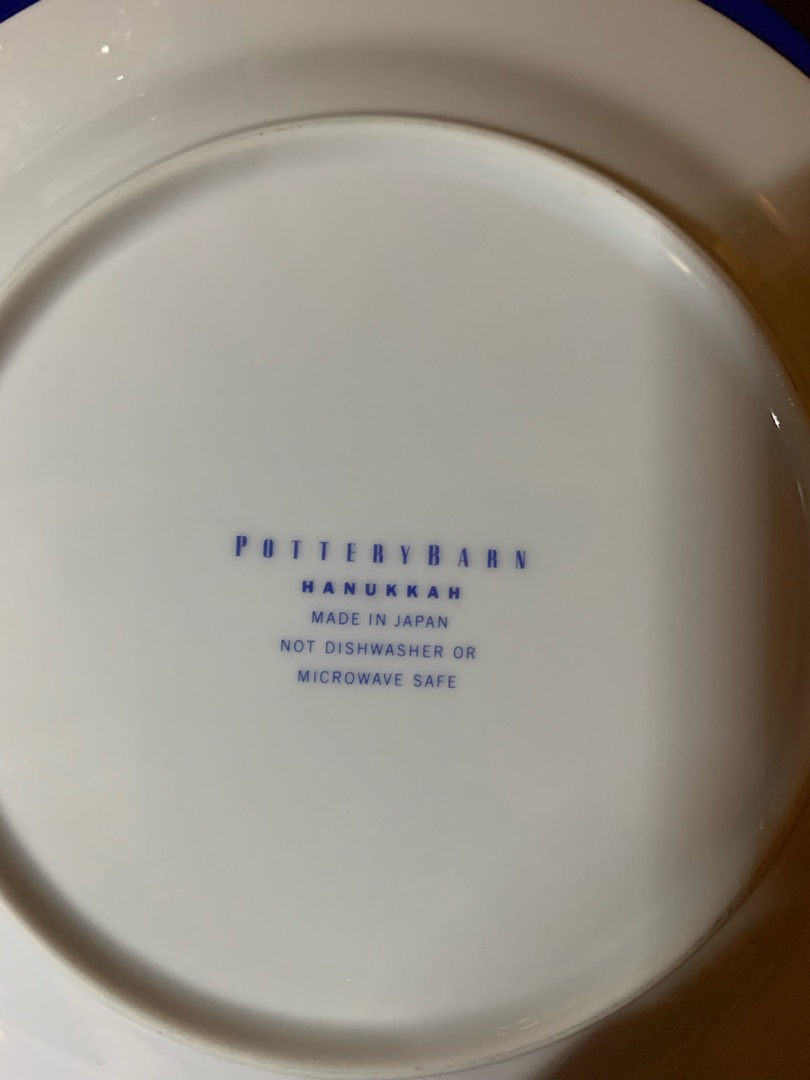 POTTERYBARN
HANUKKAH
MADE IN JAPAN
NOT DISHWASHER OR
MICROWAVE SAFE